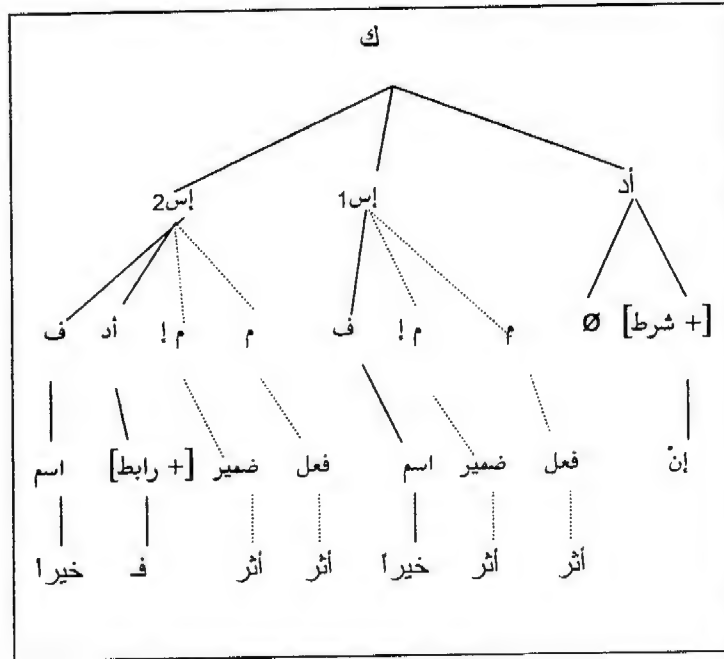 ك
أد إس1 إس2
[+ شرط] Ø م م إ ف م م إ أد ف
إنْ فعل ضمير اسم فعل ضمير [+ رابط] اسم
أثر أثر خيرا أثر أثر فـ خيرا